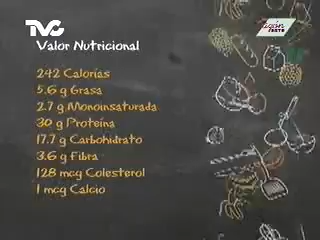 TVC
Valor Nutricional
242 Calorías
5.6 g Grasa
2.7 g Monoinsaturada
30 g Proteína
17.7 g Carbohidrato
3.6 g Fibra
128 mcg Colesterol
1 mcg Calcio